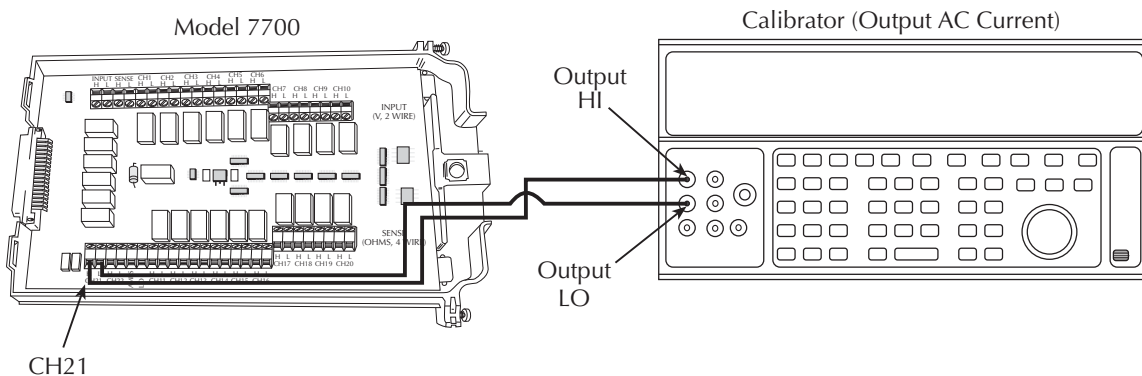 Model 7700
Calibrator (Output AC Current)
Output
HI
INPUT SENSE CH1 CH2 CH3 CH4 CH5 CH6
H L H L H L H L H L H L H L H L
CH7 CH8 CH9 CH10
H L H L H L H L
INPUT
(V, 2 WIRE)
SENSE
(OHMS, 4 WIRE)
H L H L H L H L
CH17 CH18 CH19 CH20
Output
LO
CH21